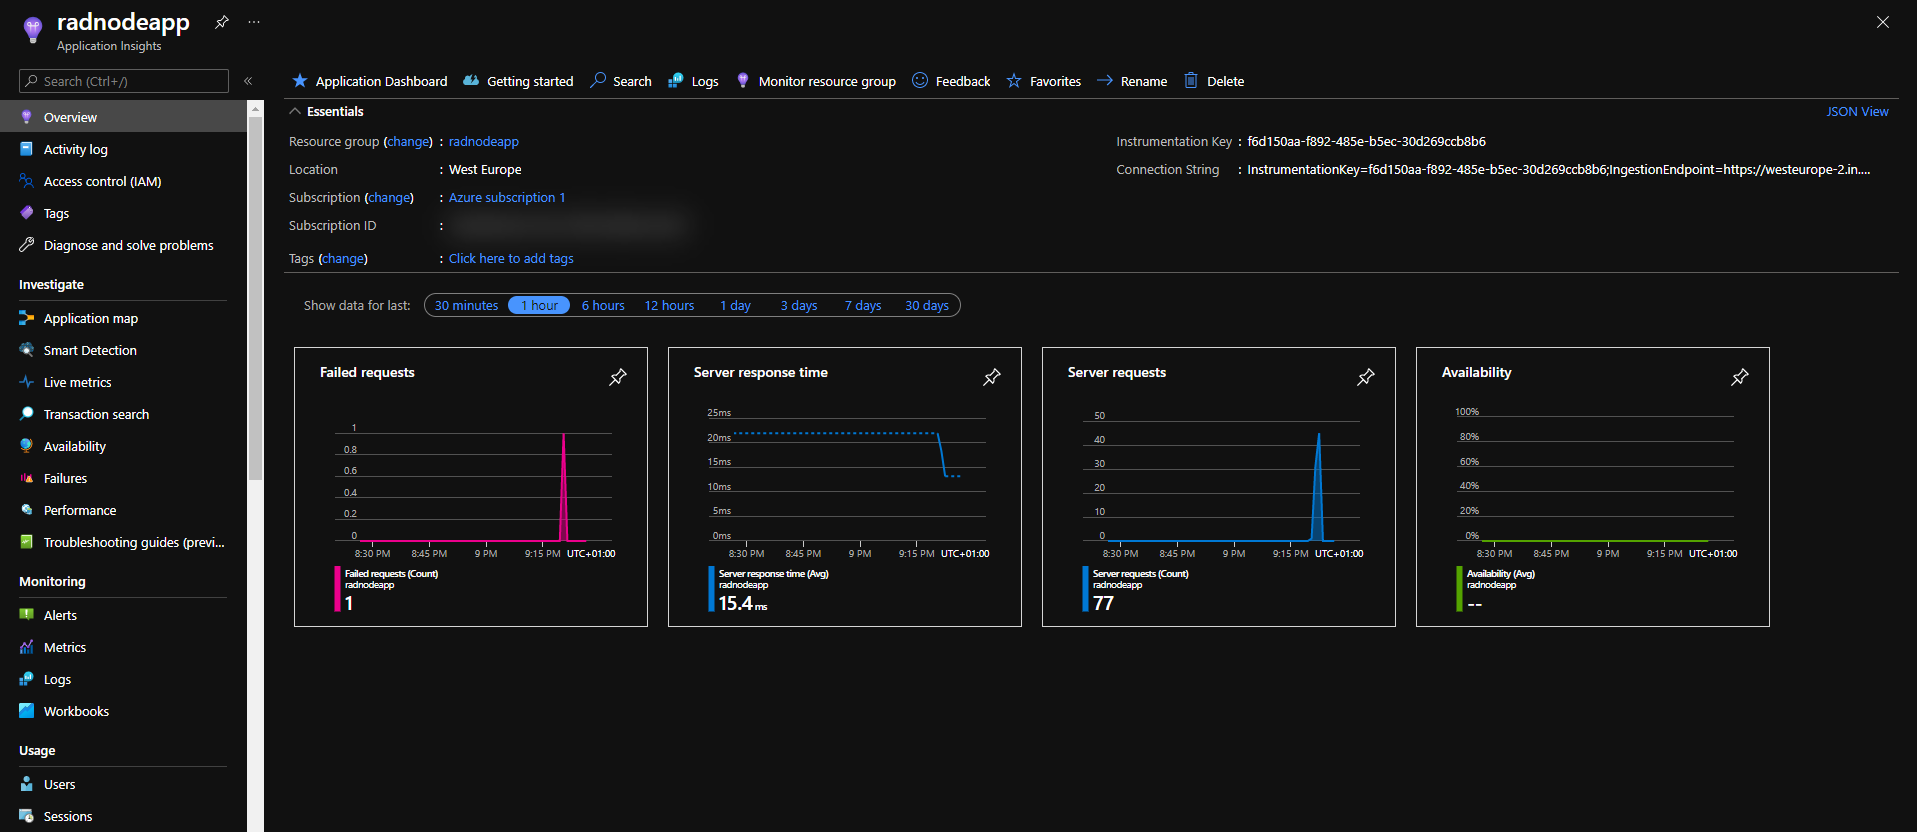 radnodeapp
Application Insights
Search (Ctrl+/)
Overview
Activity log
Access control (IAM)
Tags
Diagnose and solve problems
Investigate
Application map
Smart Detection
Live metrics
Transaction search
Availability
Failures
Performance
Troubleshooting guides (previ...
Monitoring
Alerts
Metrics
Logs
Workbooks
Usage
Users
Sessions
Application Dashboard Getting started Search Logs Monitor resource group Feedback Favorites Rename Delete
Essentials
JSON View
Resource group (change) : radnodeapp
Location : West Europe
Subscription (change) : Azure subscription 1
Subscription ID :
Tags (change) : Click here to add tags
Instrumentation Key : f6d150aa-f892-485e-b5ec-30d269ccb8b6
Connection String : InstrumentationKey=f6d150aa-f892-485e-b5ec-30d269ccb8b6;IngestionEndpoint=https://westeurope-2.in....
Show data for last: 30 minutes 1 hour 6 hours 12 hours 1 day 3 days 7 days 30 days
Failed requests
1
0.8
0.6
0.4
0.2
0
8:30 PM 8:45 PM 9 PM 9:15 PM UTC+01:00
Failed requests (Count)
radnodeapp
1
Server response time
25ms
20ms
15ms
10ms
5ms
0ms
8:30 PM 8:45 PM 9 PM 9:15 PM UTC+01:00
Server response time (Avg)
radnodeapp
15.4 ms
Server requests
50
40
30
20
10
0
8:30 PM 8:45 PM 9 PM 9:15 PM UTC+01:00
Server requests (Count)
radnodeapp
77
Availability
100%
80%
60%
40%
20%
0%
8:30 PM 8:45 PM 9 PM 9:15 PM UTC+01:00
Availability (Avg)
radnodeapp
--